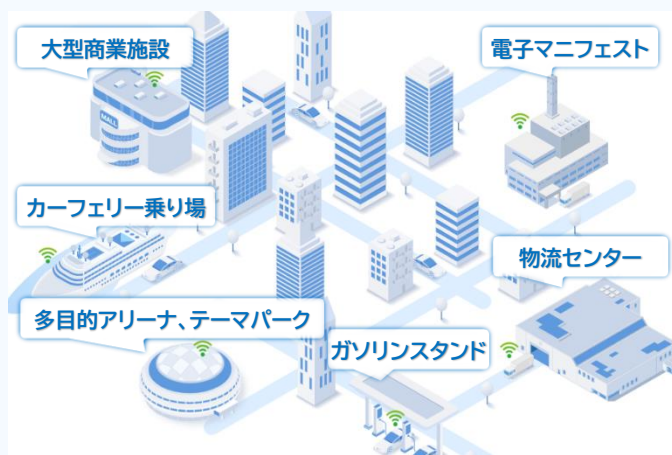 大型商業施設
電子マニフェスト
MALL
カーフェリー乗り場
物流センター
多目的アリーナ、テーマパーク
ガソリンスタンド